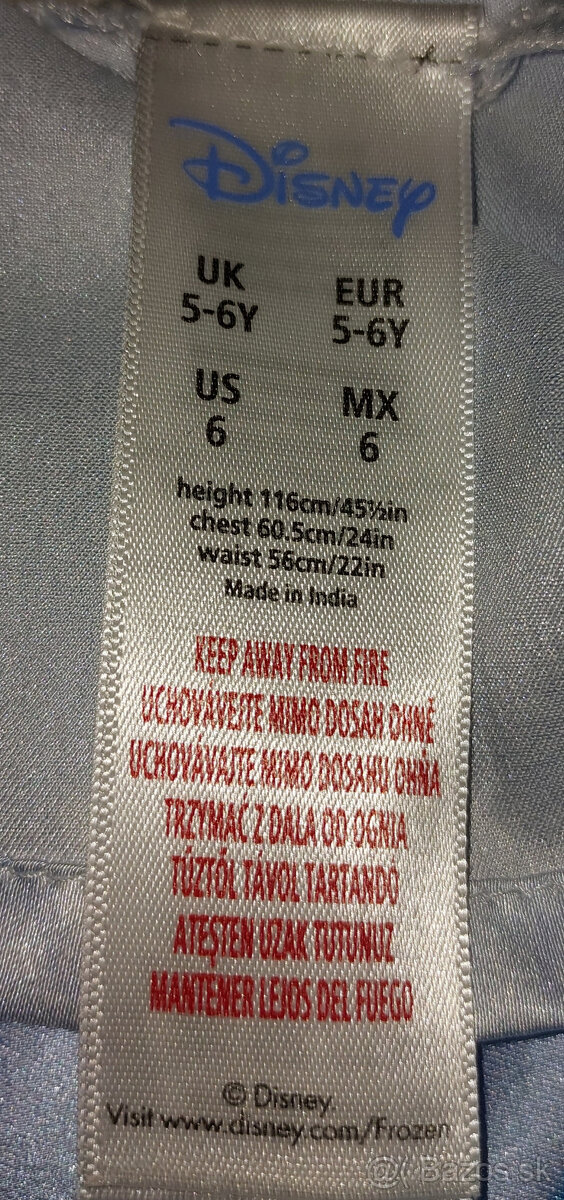 Disney
UK
5-6Y
EUR
5-6Y
US
6
MX
6
height 116cm/45½in
chest 60.5cm/24in
waist 56cm/22in
Made in India
KEEP AWAY FROM FIRE
UCHOVÁVEJTE MIMO DOSAH OHNĚ
UCHOVÁVAJTE MIMO DOSAHU OHŇA
TRZYMAĆ Z DALA OD OGNIA
TŰZTŐL TÁVOL TARTANDÓ
ATEŞTEN UZAK TUTUNUZ
MANTENER LEJOS DEL FUEGO
© Disney
Visit www.disney.com/Frozen
@ Bazos.sk